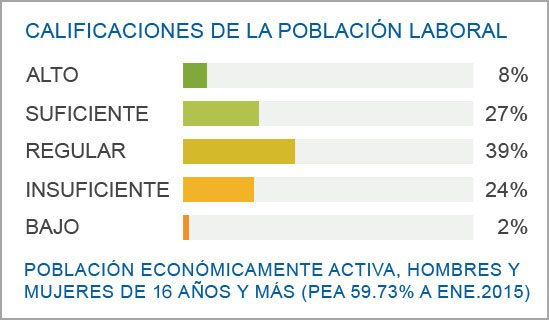 CALIFICACIONES DE LA POBLACIÓN LABORAL
ALTO 8%
SUFICIENTE 27%
REGULAR 39%
INSUFICIENTE 24%
BAJO 2%
POBLACIÓN ECONÓMICAMENTE ACTIVA, HOMBRES Y
MUJERES DE 16 AÑOS Y MÁS (PEA 59.73% A ENE.2015)